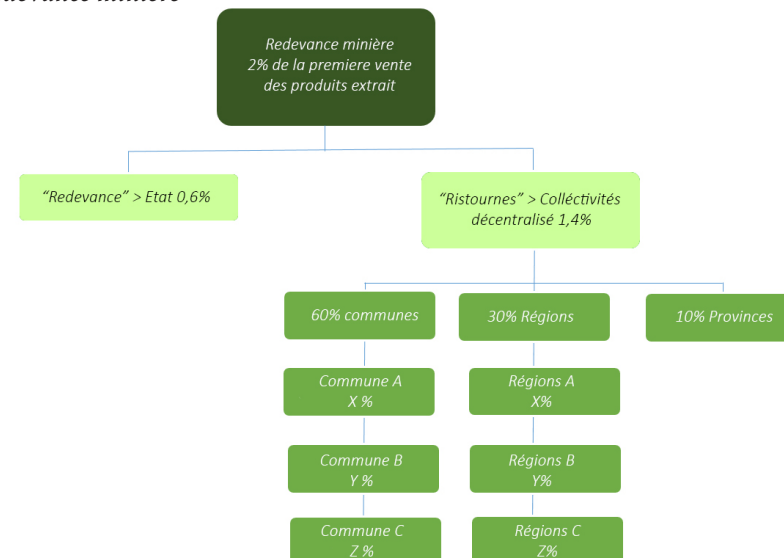 Redevance minière
2% de la premiere vente
des produits extrait
“Redevance” > Etat 0,6%
“Ristournes” > Colléctivités
décentralisé 1,4%
60% communes
30% Régions
10% Provinces
Commune A
X %
Régions A
X%
Commune B
Y %
Régions B
Y%
Commune C
Z %
Régions C
Z%